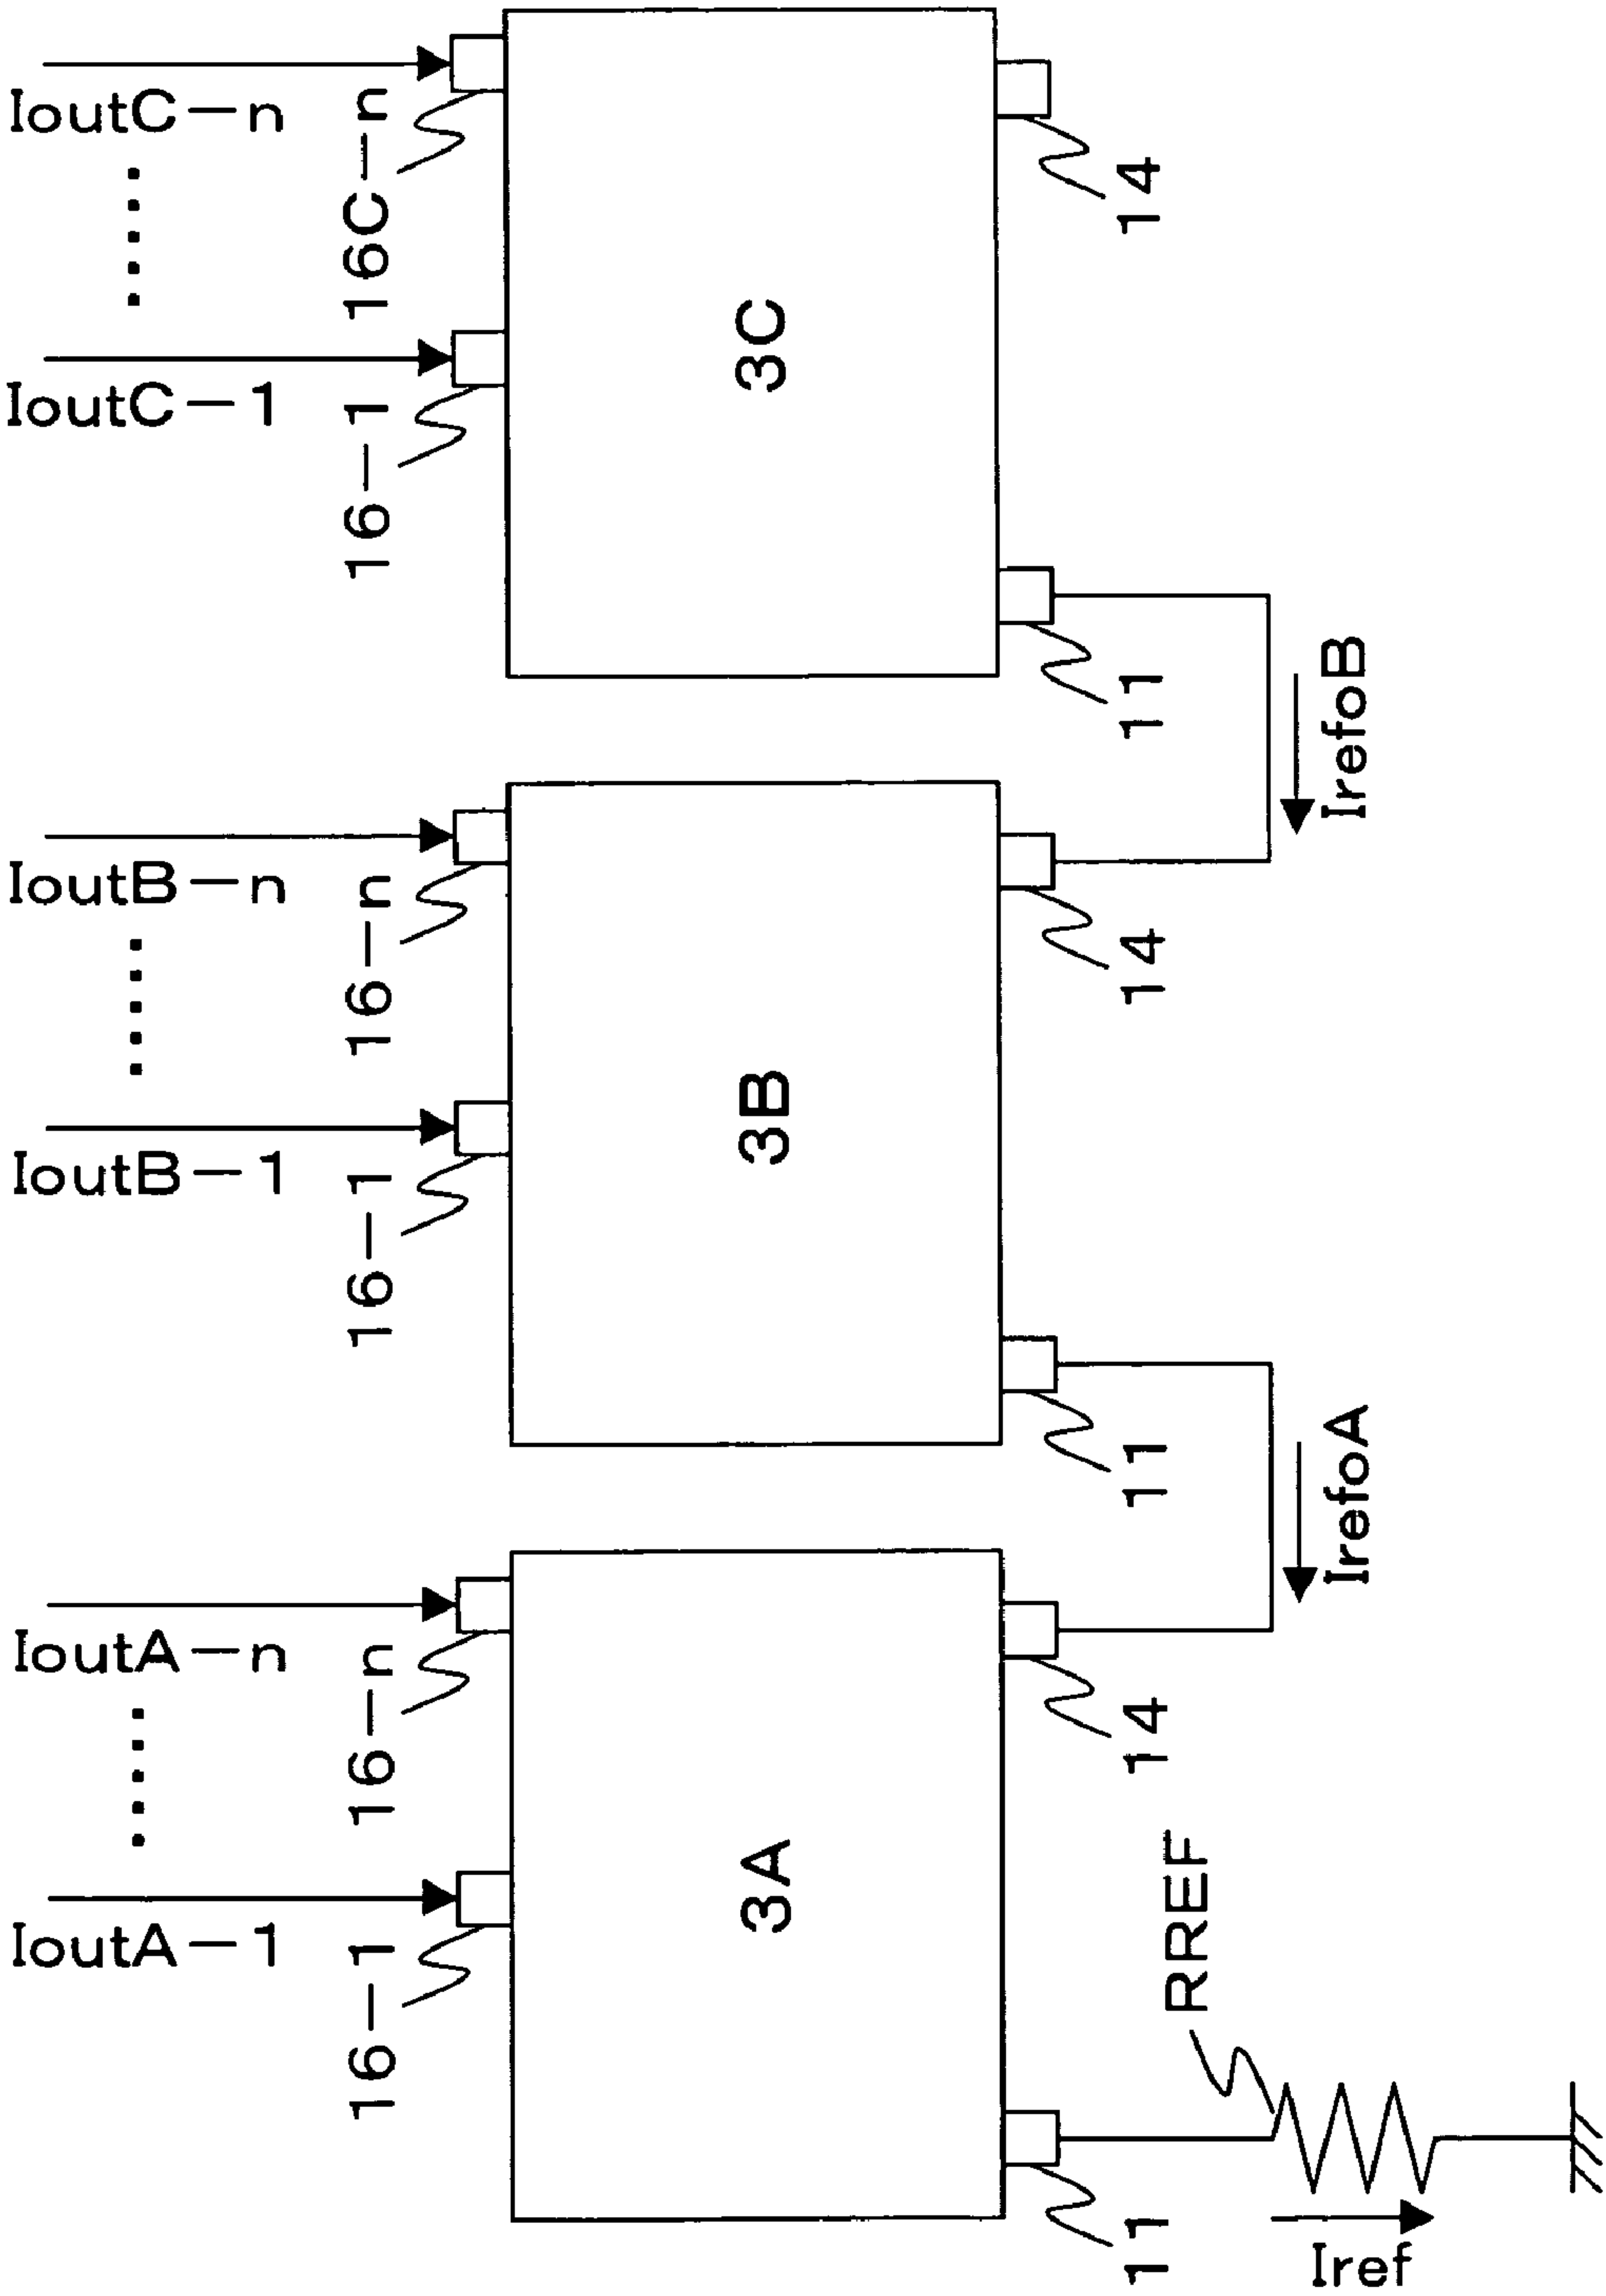 IoutA－1
IoutA－n
IoutB－1
IoutB－n
IoutC－1
IoutC－n
16－1
16－n
16－1
16－n
16－1
16C－n
3A
3B
3C
11
14
11
14
11
14
RREF
Iref
IrefoA
IrefoB